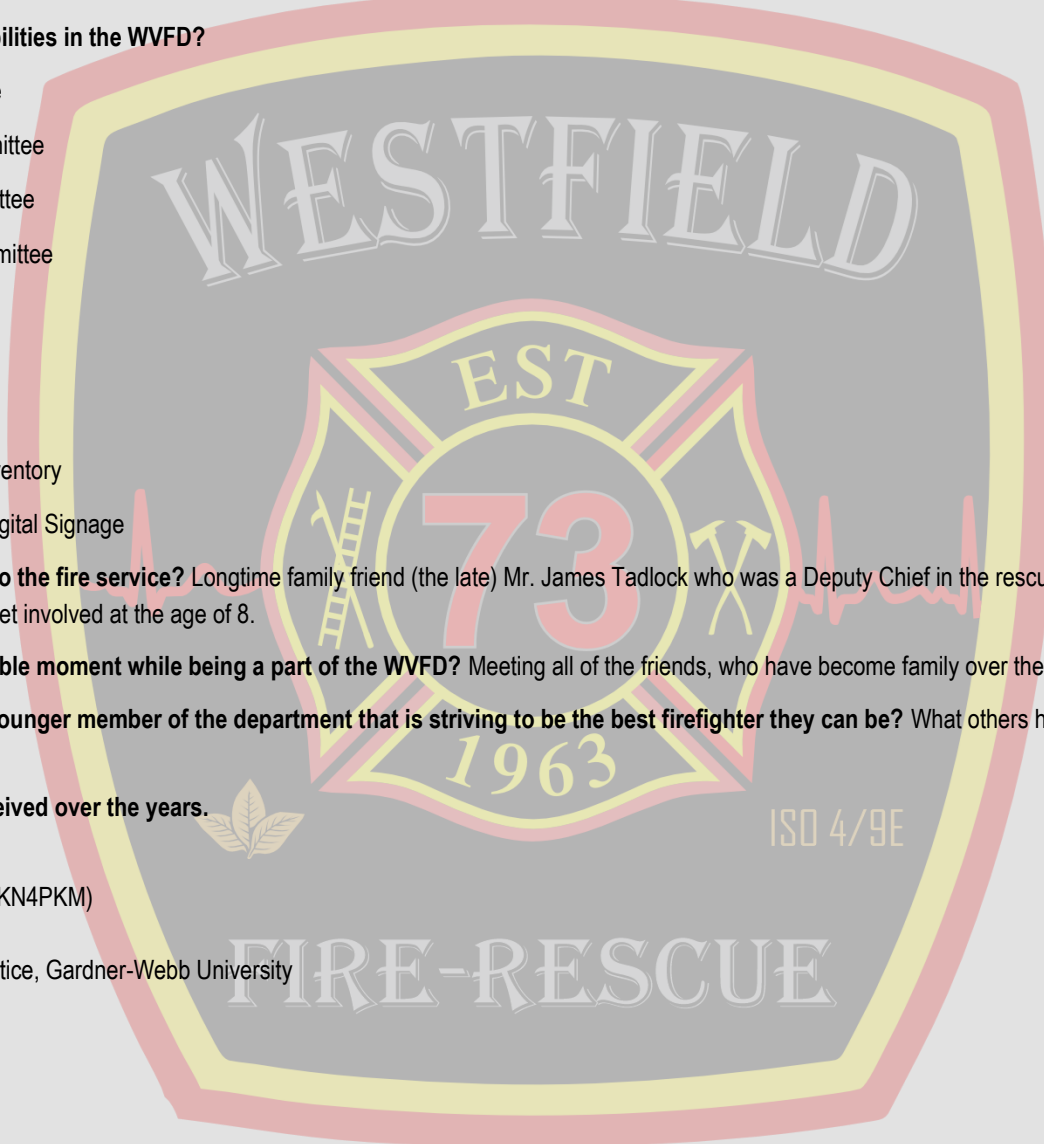 bilities in the WVFD?
mittee
ttee
mittee
WESTFIELD
EST
entory
gital Signage
73
o the fire service? Longtime family friend (the late) Mr. James Tadlock who was a Deputy Chief in the rescu
et involved at the age of 8.
ble moment while being a part of the WVFD? Meeting all of the friends, who have become family over the
ounger member of the department that is striving to be the best firefighter they can be? What others h
1963
eived over the years.
ISO 4/9E
KN4PKM)
tice, Gardner-Webb University
FIRE-RESCUE